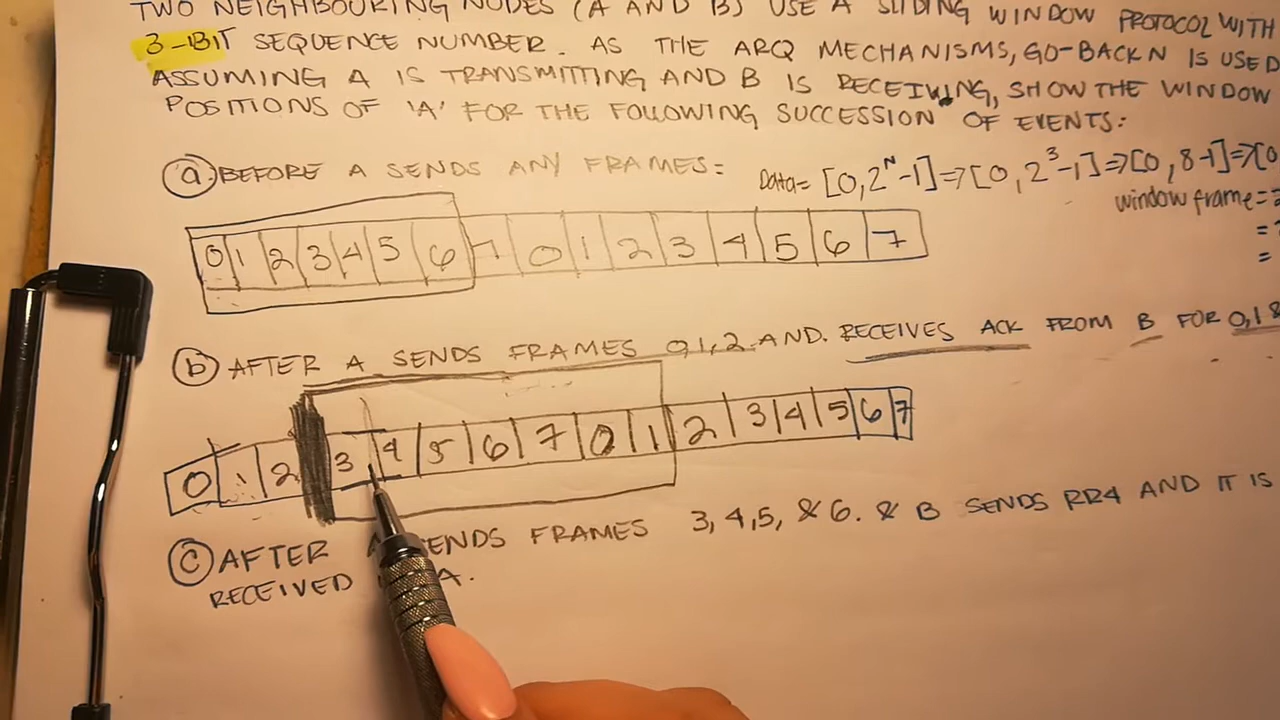 TWO NEIGHBOURING NODES (A AND B) USE A SLIDING WINDOW PROTOCOL WITH
3-BIT SEQUENCE NUMBER. AS THE ARQ MECHANISMS, GO-BACK N IS USED
ASSUMING A IS TRANSMITTING AND B IS RECEIVING, SHOW THE WINDOW
POSITIONS OF 'A' FOR THE FOLLOWING SUCCESSION OF EVENTS:
(a) BEFORE A SENDS ANY FRAMES: Data= [0,2^N-1]=>[0,2^3-1]=>[0,8-1]=>[0
window frame=
=
=
0 1 2 3 4 5 6 7 0 1 2 3 4 5 6 7
(b) AFTER A SENDS FRAMES 0,1,2 AND. RECEIVES ACK FROM B FOR 0,1 &
0 1 2 3 4 5 6 7 0 1 2 3 4 5 6 7
(c) AFTER SENDS FRAMES 3,4,5, & 6. & B SENDS RR4 AND IT IS
RECEIVED A.